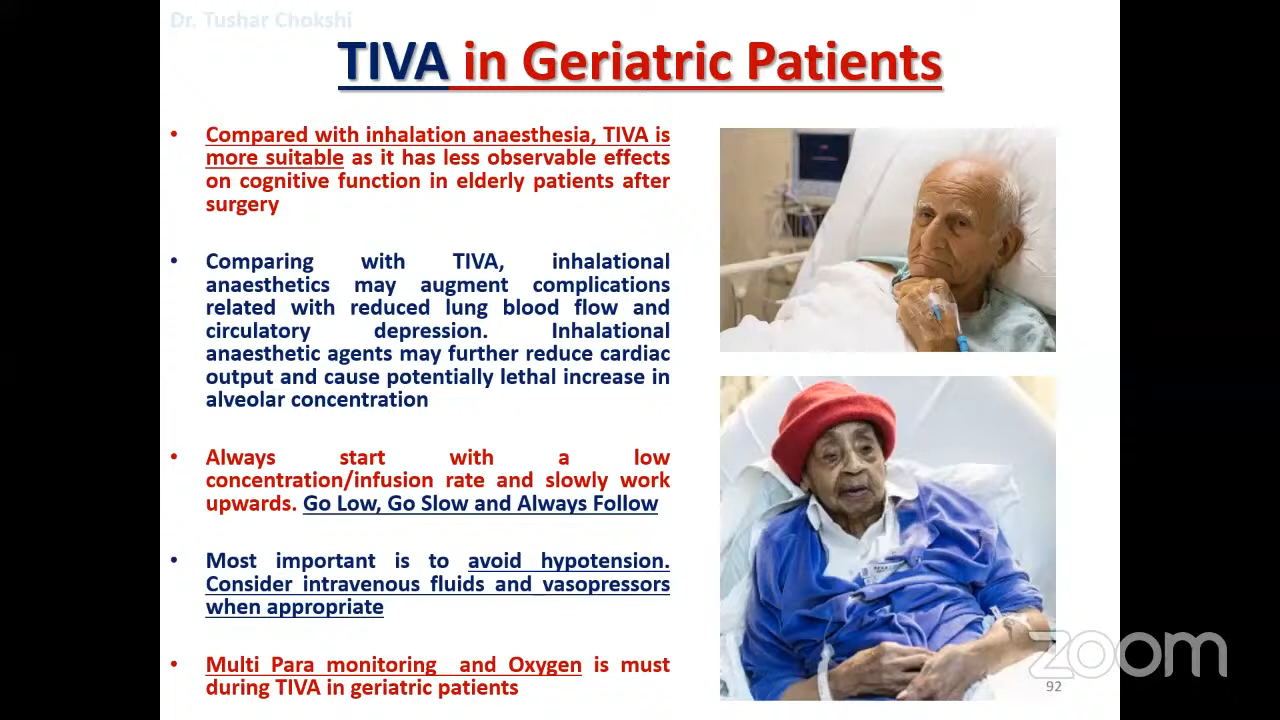 Dr. Tushar Chokshi
TIVA in Geriatric Patients
• Compared with inhalation anaesthesia, TIVA is
more suitable as it has less observable effects
on cognitive function in elderly patients after
surgery
• Comparing with TIVA, inhalational
anaesthetics may augment complications
related with reduced lung blood flow and
circulatory depression. Inhalational
anaesthetic agents may further reduce cardiac
output and cause potentially lethal increase in
alveolar concentration
• Always start with a low
concentration/infusion rate and slowly work
upwards. Go Low, Go Slow and Always Follow
• Most important is to avoid hypotension.
Consider intravenous fluids and vasopressors
when appropriate
• Multi Para monitoring and Oxygen is must
during TIVA in geriatric patients
zoom
92